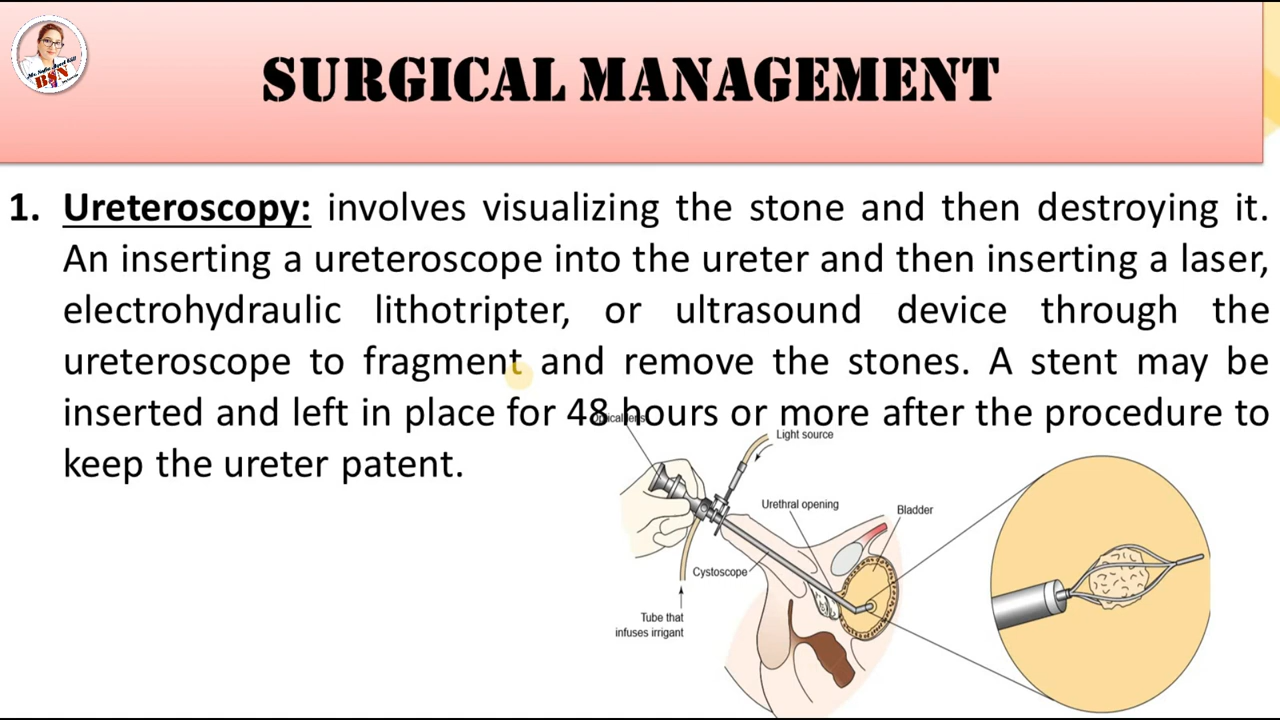 SURGICAL MANAGEMENT
1. Ureteroscopy: involves visualizing the stone and then destroying it.
An inserting a ureteroscope into the ureter and then inserting a laser,
electrohydraulic lithotripter, or ultrasound device through the
ureteroscope to fragment and remove the stones. A stent may be
inserted and left in place for 48 hours or more after the procedure to
keep the ureter patent.
Optical lens
Light source
Urethral opening
Bladder
Cystoscope
Tube that
infuses irrigant
BSN